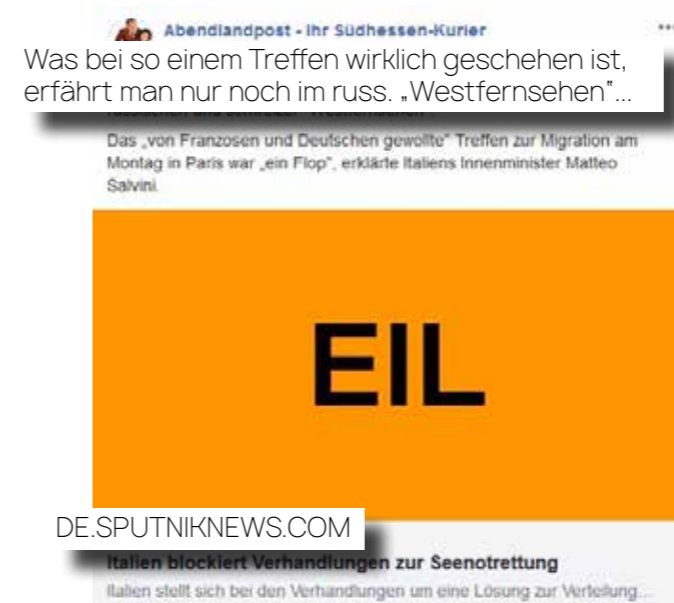 Abendlandpost - Ihr Südhessen-Kurier
Was bei so einem Treffen wirklich geschehen ist,
erfährt man nur noch im russ. „Westfernsehen“...
Das „von Franzosen und Deutschen gewollte“ Treffen zur Migration am
Montag in Paris war „ein Flop“, erklärte Italiens Innenminister Matteo
Salvini.
EIL
DE.SPUTNIKNEWS.COM
Italien blockiert Verhandlungen zur Seenotrettung
Italien stellt sich bei den Verhandlungen um eine Lösung zur Verteilung...